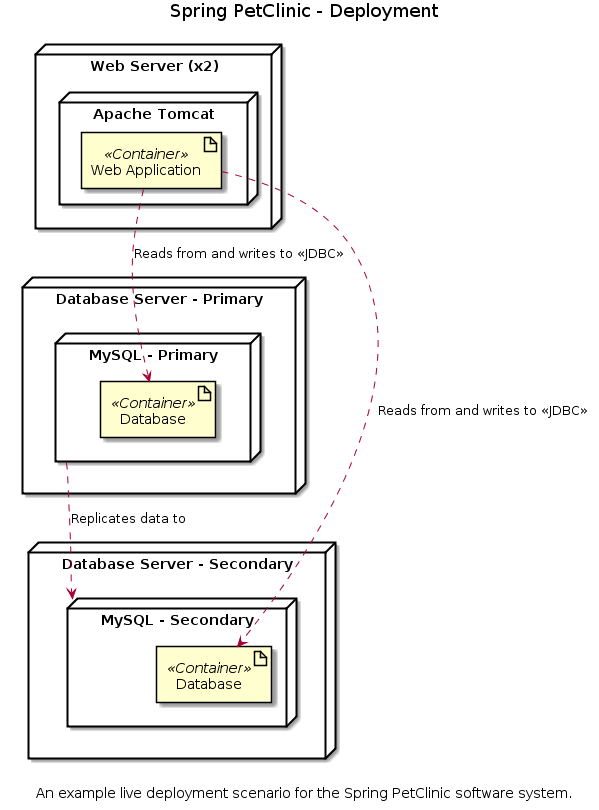 Spring PetClinic - Deployment
Web Server (x2)
Apache Tomcat
«Container»
Web Application
Reads from and writes to «JDBC»
Database Server - Primary
MySQL - Primary
«Container»
Database
Reads from and writes to «JDBC»
Replicates data to
Database Server - Secondary
MySQL - Secondary
«Container»
Database
An example live deployment scenario for the Spring PetClinic software system.